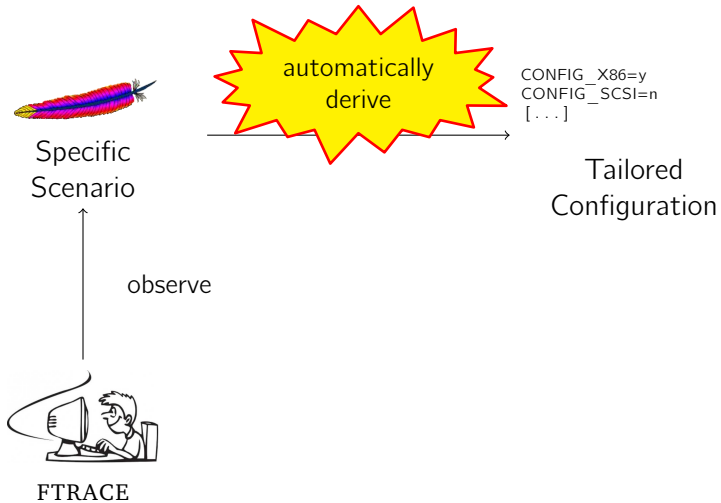 automatically
derive
CONFIG_X86=y
CONFIG_SCSI=n
[...]
Specific
Scenario
Tailored
Configuration
observe
FTRACE